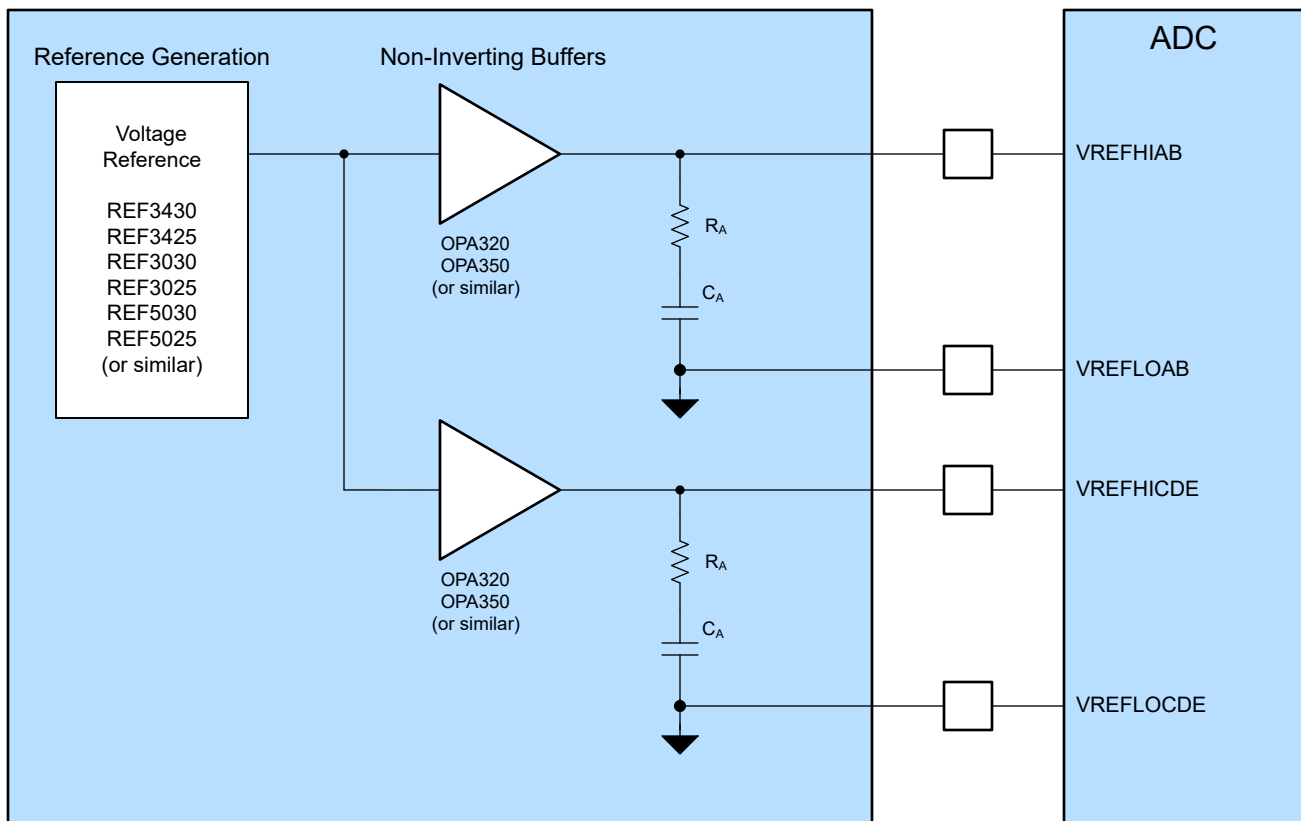 Reference Generation
Non-Inverting Buffers
ADC
Voltage
Reference
REF3430
REF3425
REF3030
REF3025
REF5030
REF5025
(or similar)
OPA320
OPA350
(or similar)
RA
CA
VREFHIAB
VREFLOAB
OPA320
OPA350
(or similar)
RA
CA
VREFHICDE
VREFLOCDE